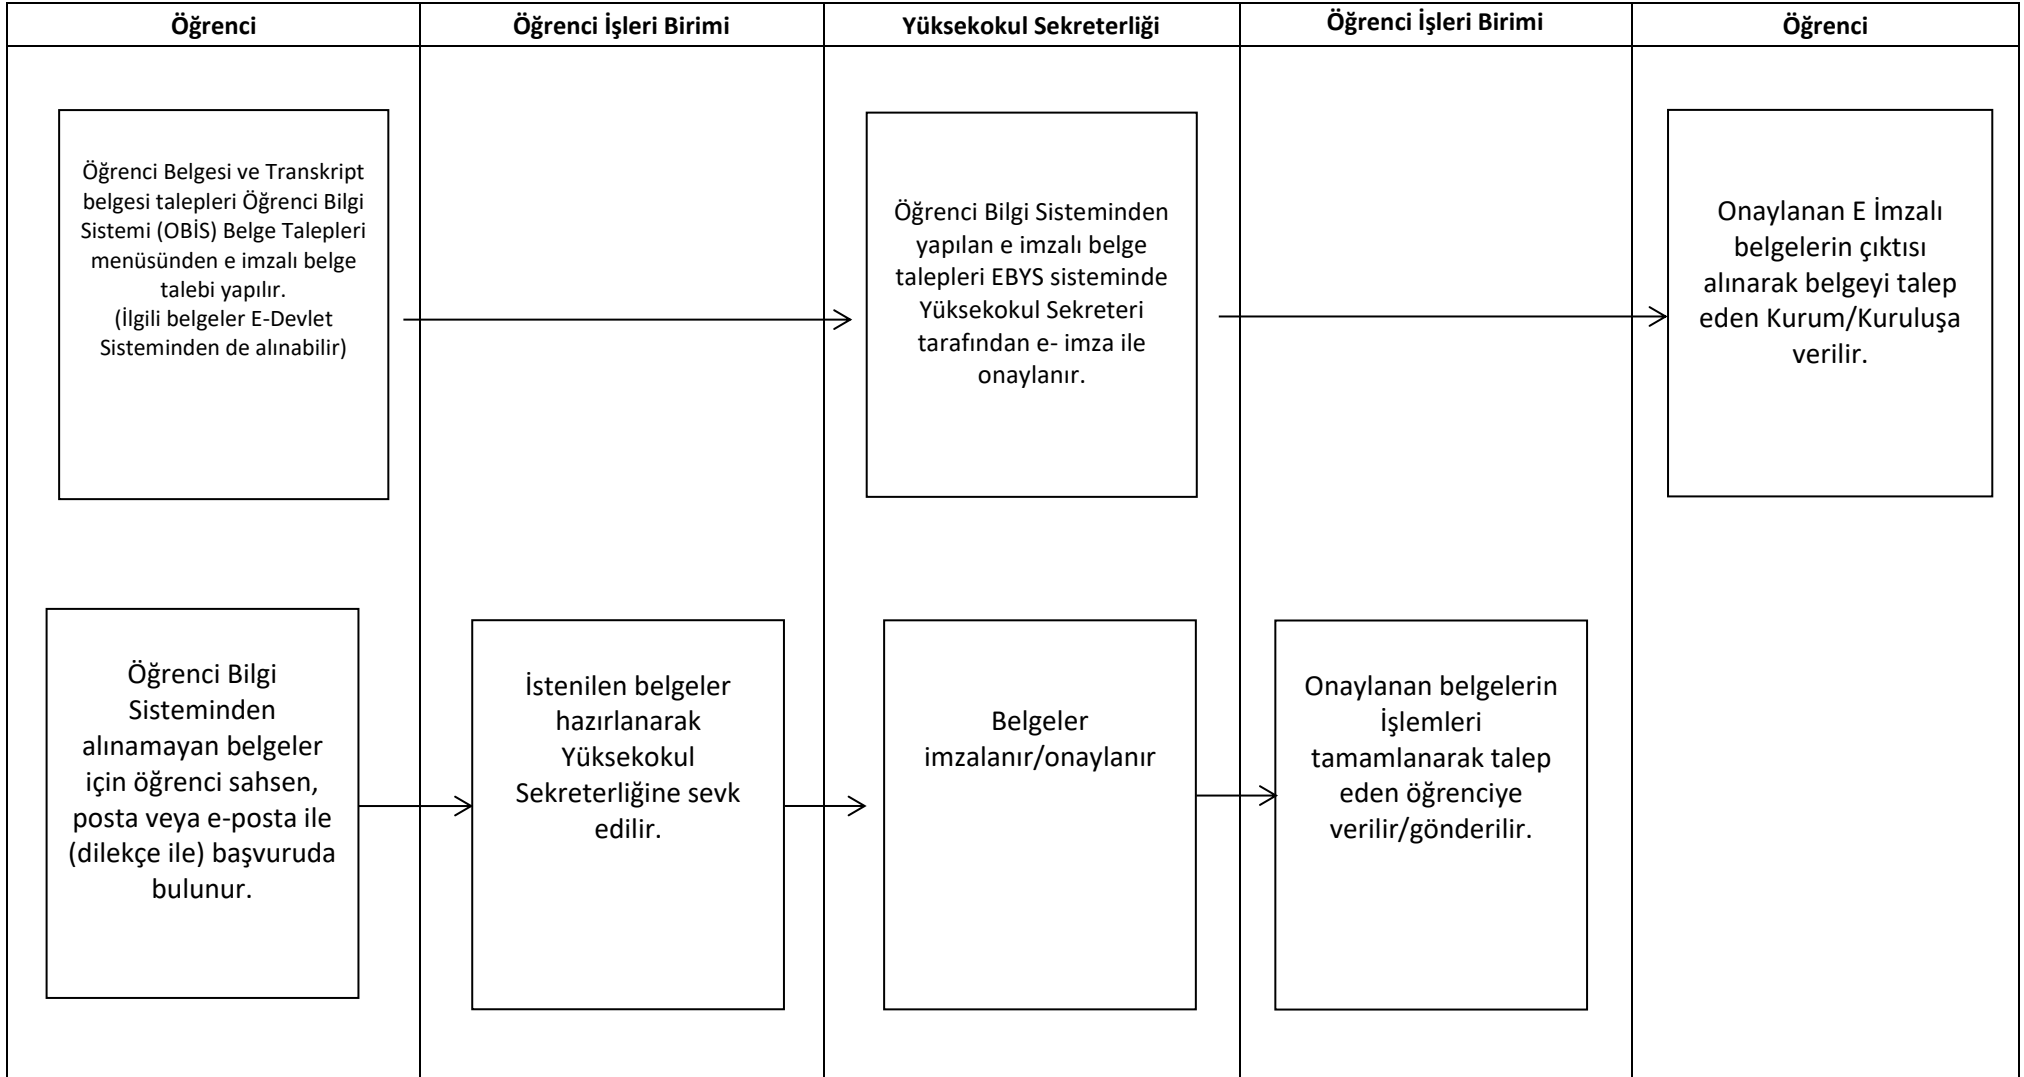 Öğrenci
Öğrenci İşleri Birimi
Yüksekokul Sekreterliği
Öğrenci İşleri Birimi
Öğrenci
Öğrenci Belgesi ve Transkript
belgesi talepleri Öğrenci Bilgi
Sistemi (OBİS) Belge Talepleri
menüsünden e imzalı belge
talebi yapılır.
(İlgili belgeler E-Devlet
Sisteminden de alınabilir)
Öğrenci Bilgi Sisteminden
yapılan e imzalı belge
talepleri EBYS sisteminde
Yüksekokul Sekreteri
tarafından e- imza ile
onaylanır.
Onaylanan E İmzalı
belgelerin çıktısı
alınarak belgeyi talep
eden Kurum/Kuruluşa
verilir.
Öğrenci Bilgi
Sisteminden
alınamayan belgeler
için öğrenci sahsen,
posta veya e-posta ile
(dilekçe ile) başvuruda
bulunur.
İstenilen belgeler
hazırlanarak
Yüksekokul
Sekreterliğine sevk
edilir.
Belgeler
imzalanır/onaylanır
Onaylanan belgelerin
İşlemleri
tamamlanarak talep
eden öğrenciye
verilir/gönderilir.